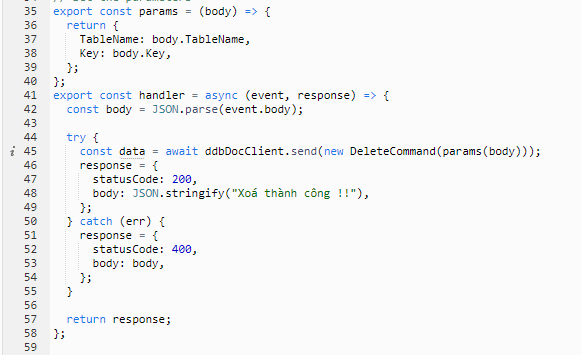 35 export const params = (body) => {
36   return {
37     TableName: body.TableName,
38     Key: body.Key,
39   };
40 };
41 export const handler = async (event, response) => {
42   const body = JSON.parse(event.body);
43
44   try {
i 45     const data = await ddbDocClient.send(new DeleteCommand(params(body)));
46     response = {
47       statusCode: 200,
48       body: JSON.stringify("Xoá thành công !!"),
49     };
50   } catch (err) {
51     response = {
52       statusCode: 400,
53       body: body,
54     };
55   }
56
57   return response;
58 };
59